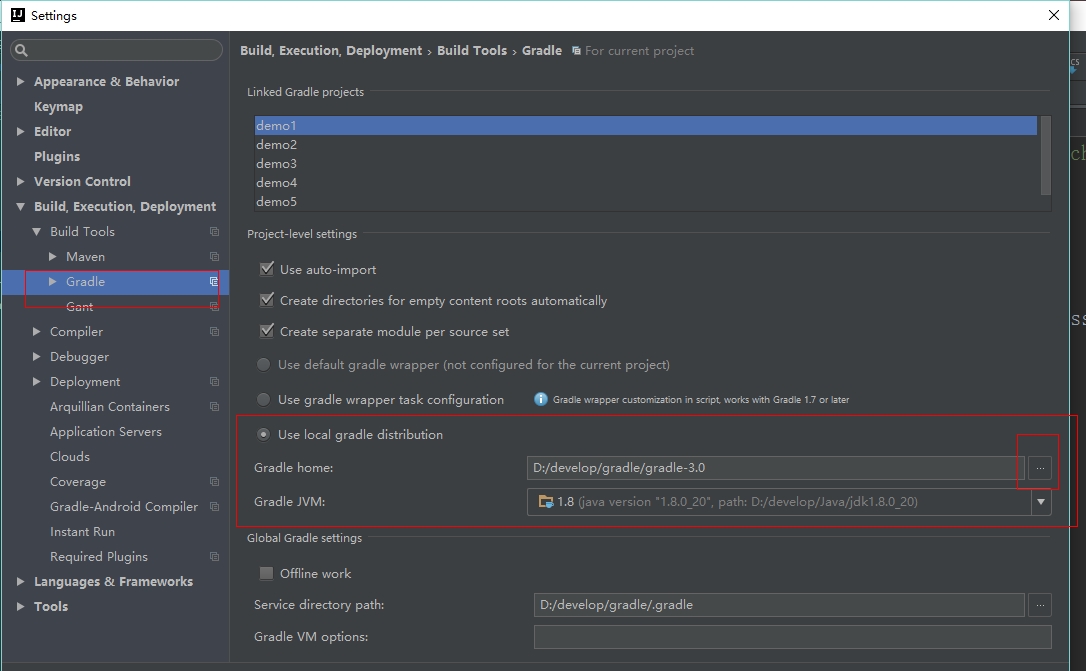 Settings
Build, Execution, Deployment › Build Tools › Gradle For current project
Appearance & Behavior
Keymap
Editor
Plugins
Version Control
Build, Execution, Deployment
Build Tools
Maven
Gradle
Gant
Compiler
Debugger
Deployment
Arquillian Containers
Application Servers
Clouds
Coverage
Gradle-Android Compiler
Instant Run
Required Plugins
Languages & Frameworks
Tools
Linked Gradle projects
demo1
demo2
demo3
demo4
demo5
Project-level settings
Use auto-import
Create directories for empty content roots automatically
Create separate module per source set
Use default gradle wrapper (not configured for the current project)
Use gradle wrapper task configuration Gradle wrapper customization in script, works with Gradle 1.7 or later
Use local gradle distribution
Gradle home: D:/develop/gradle/gradle-3.0 ...
Gradle JVM: 1.8 (java version "1.8.0_20", path: D:/develop/Java/jdk1.8.0_20)
Global Gradle settings
Offline work
Service directory path: D:/develop/gradle/.gradle ...
Gradle VM options: